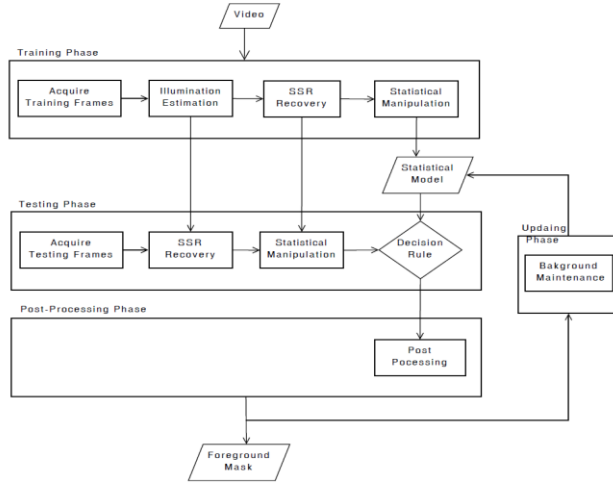 Video
Training Phase
Acquire
Training Frames
Illumination
Estimation
SSR
Recovery
Statistical
Manipulation
Statistical
Model
Testing Phase
Acquire
Testing Frames
SSR
Recovery
Statistical
Manipulation
Decision
Rule
Updaing
Phase
Bakground
Maintenance
Post-Processing Phase
Post
Pocessing
Foreground
Mask